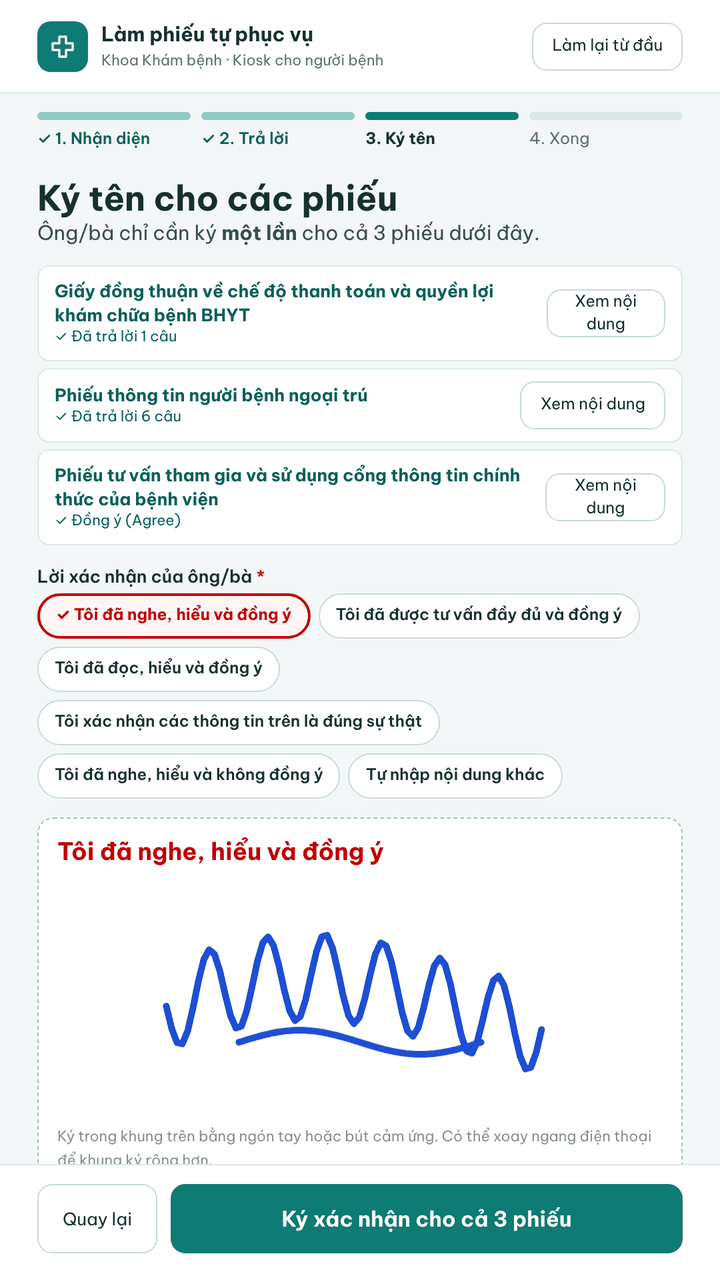 Làm phiếu tự phục vụ
Khoa Khám bệnh · Kiosk cho người bệnh
Làm lại từ đầu
✓ 1. Nhận diện
✓ 2. Trả lời
3. Ký tên
4. Xong
Ký tên cho các phiếu
Ông/bà chỉ cần ký một lần cho cả 3 phiếu dưới đây.
Giấy đồng thuận về chế độ thanh toán và quyền lợi
khám chữa bệnh BHYT
✓ Đã trả lời 1 câu
Xem nội
dung
Phiếu thông tin người bệnh ngoại trú
✓ Đã trả lời 6 câu
Xem nội dung
Phiếu tư vấn tham gia và sử dụng cổng thông tin chính
thức của bệnh viện
✓ Đồng ý (Agree)
Xem nội
dung
Lời xác nhận của ông/bà *
✓ Tôi đã nghe, hiểu và đồng ý
Tôi đã được tư vấn đầy đủ và đồng ý
Tôi đã đọc, hiểu và đồng ý
Tôi xác nhận các thông tin trên là đúng sự thật
Tôi đã nghe, hiểu và không đồng ý
Tự nhập nội dung khác
Tôi đã nghe, hiểu và đồng ý
Ký trong khung trên bằng ngón tay hoặc bút cảm ứng. Có thể xoay ngang điện thoại
để khung ký rộng hơn.
Quay lại
Ký xác nhận cho cả 3 phiếu